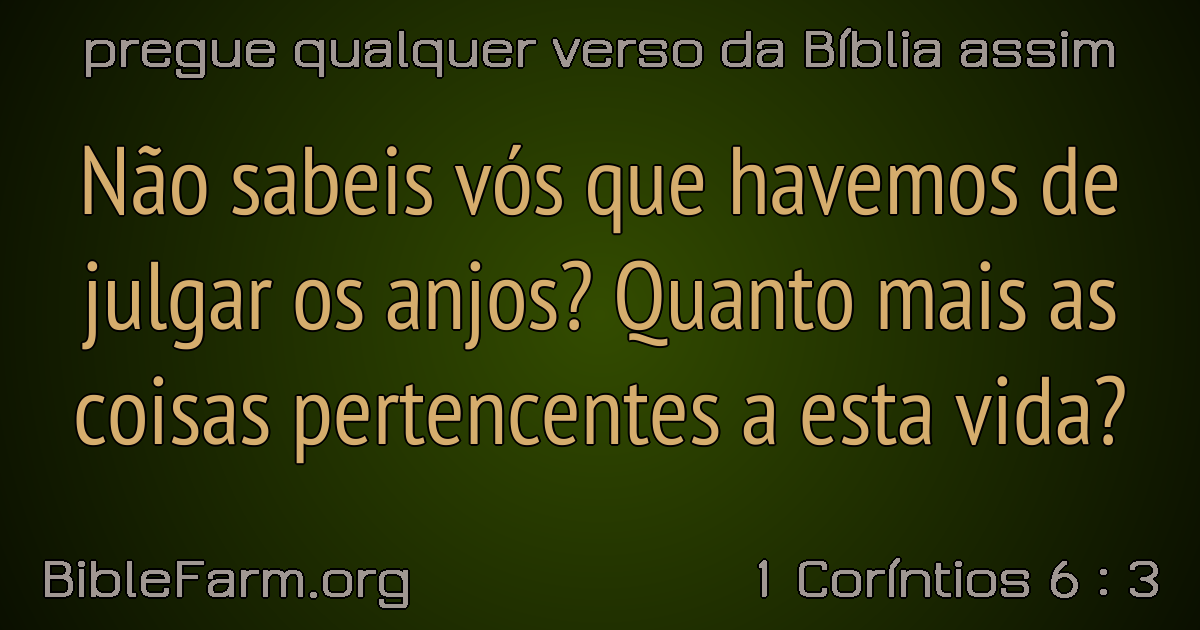 pregue qualquer verso da Bíblia assim
Não sabeis vós que havemos de
julgar os anjos? Quanto mais as
coisas pertencentes a esta vida?
BibleFarm.org
1 Coríntios 6 : 3